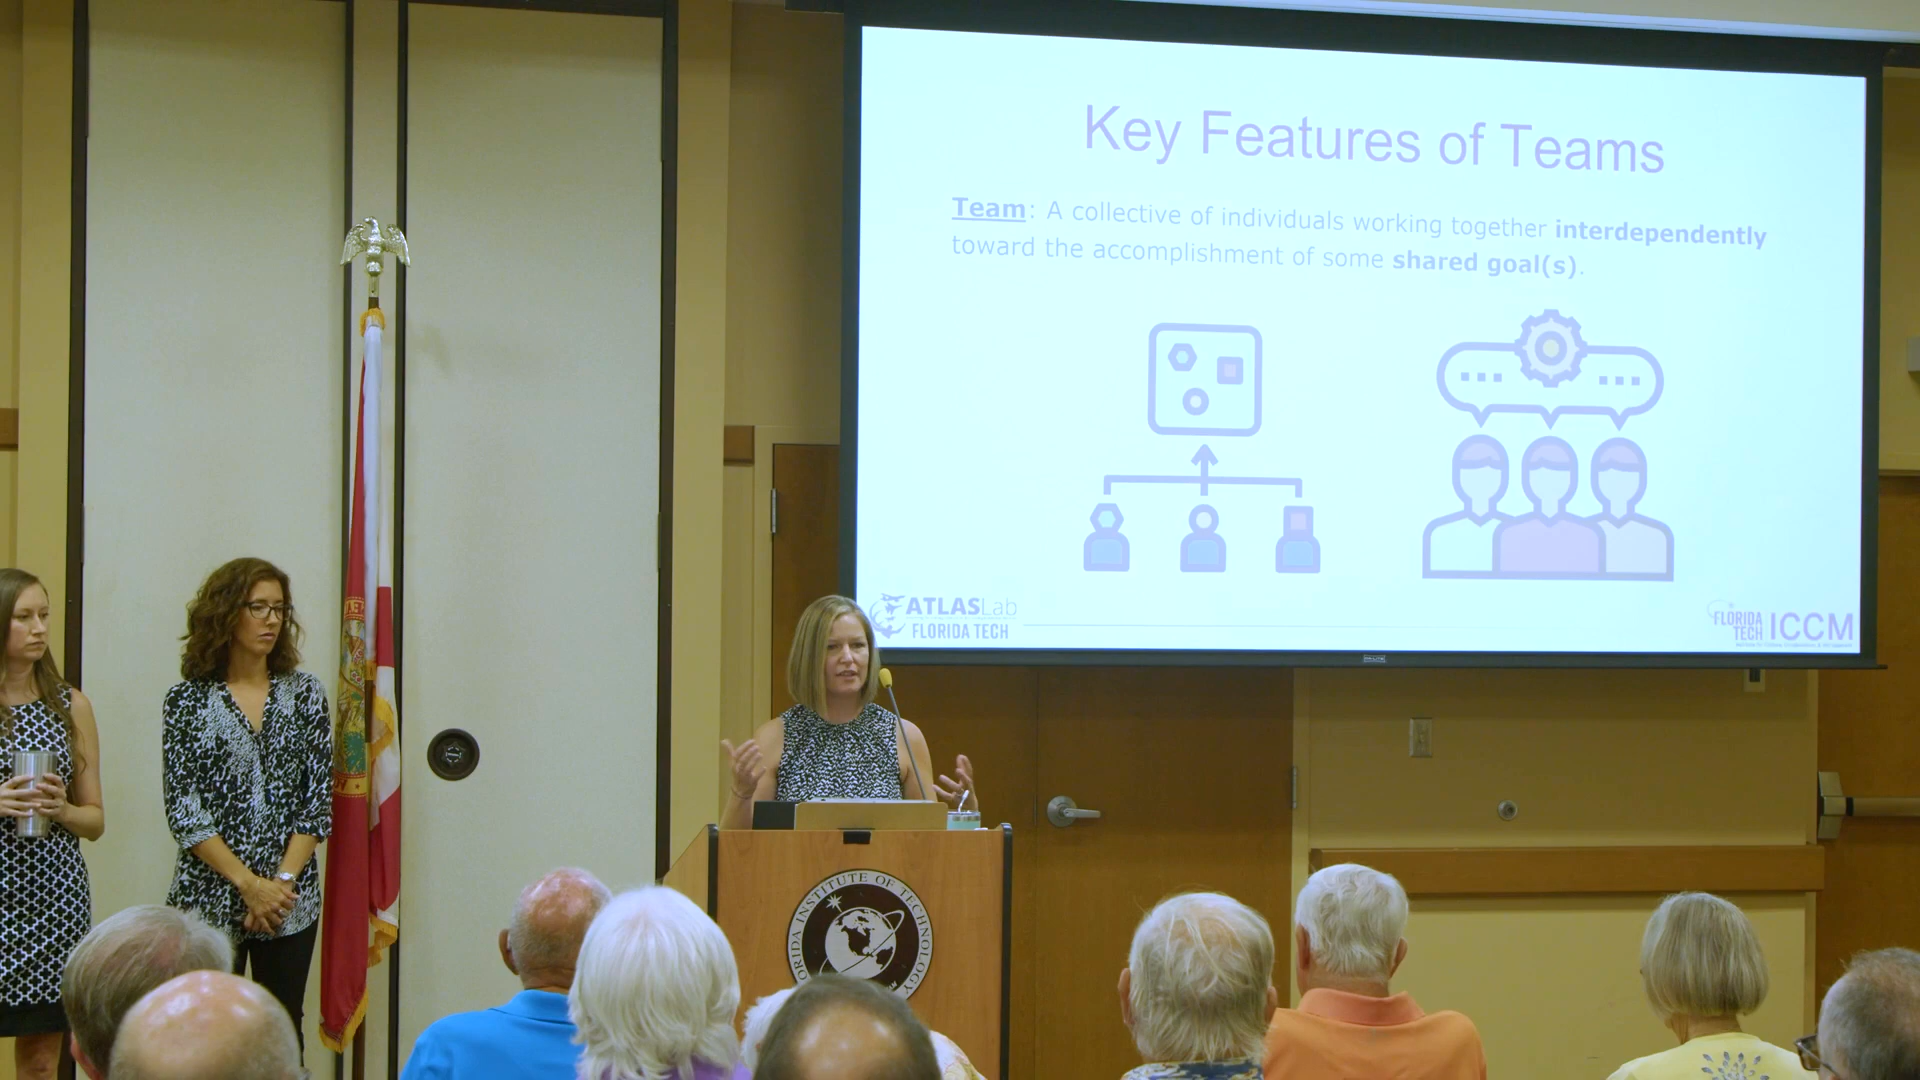 Key Features of Teams
Team: A collective of individuals working together interdependently
toward the accomplishment of some shared goal(s).
ATLASLab
FLORIDA TECH
FLORIDA
TECH
ICCM
FLORIDA INSTITUTE OF TECHNOLOGY